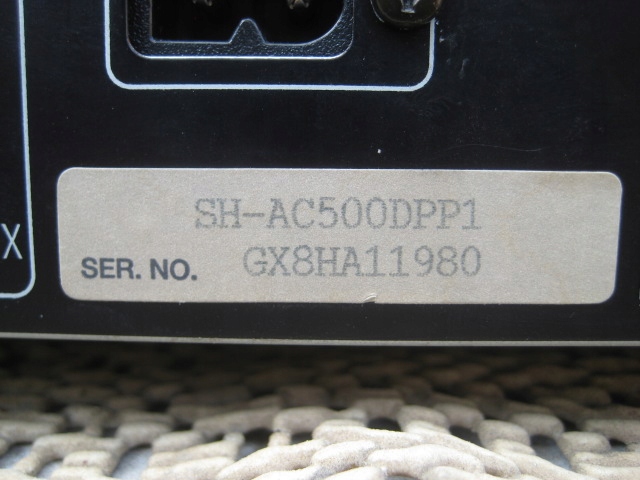 X
SH-AC500DPP1
SER. NO. GX8HA11980